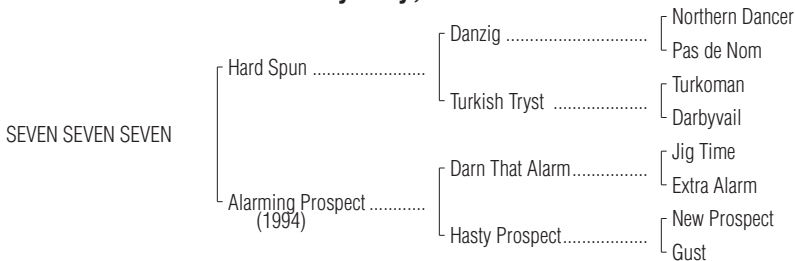 Northern Dancer
Danzig ..............................
Pas de Nom
Hard Spun .......................
Turkoman
Turkish Tryst ....................
Darbyvail
SEVEN SEVEN SEVEN
Jig Time
Darn That Alarm................
Extra Alarm
Alarming Prospect ............
(1994)
New Prospect
Hasty Prospect..................
Gust